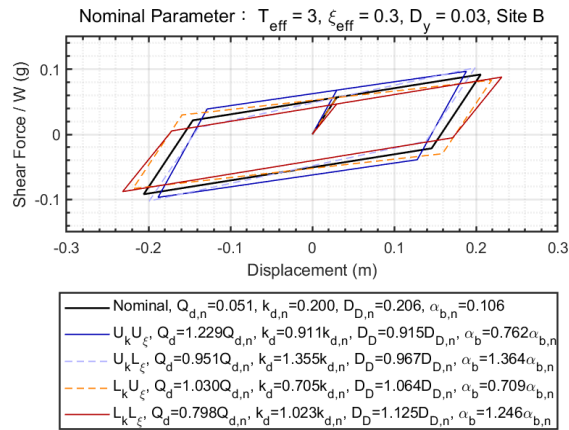 Nominal Parameter : T_eff = 3, ξ_eff = 0.3, D_y = 0.03, Site B
Shear Force / W (g)
0.1
0
-0.1
-0.3 -0.2 -0.1 0 0.1 0.2 0.3
Displacement (m)
Nominal, Q_d,n=0.051, k_d,n=0.200, D_D,n=0.206, α_b,n=0.106
U_kU_ξ, Q_d=1.229Q_d,n, k_d=0.911k_d,n, D_D=0.915D_D,n, α_b=0.762α_b,n
U_kL_ξ, Q_d=0.951Q_d,n, k_d=1.355k_d,n, D_D=0.967D_D,n, α_b=1.364α_b,n
L_kU_ξ, Q_d=1.030Q_d,n, k_d=0.705k_d,n, D_D=1.064D_D,n, α_b=0.709α_b,n
L_kL_ξ, Q_d=0.798Q_d,n, k_d=1.023k_d,n, D_D=1.125D_D,n, α_b=1.246α_b,n